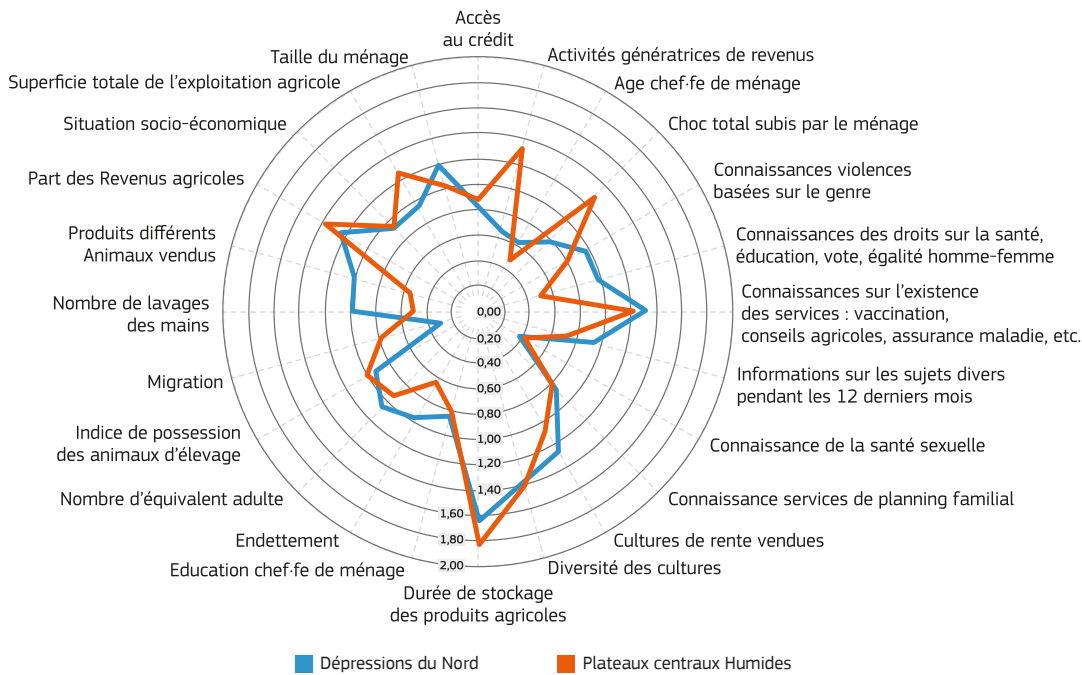 Accès
au crédit
Activités génératrices de revenus
Age chef·fe de ménage
Choc total subis par le ménage
Connaissances violences
basées sur le genre
Connaissances des droits sur la santé,
éducation, vote, égalité homme-femme
Connaissances sur l'existence
des services : vaccination,
conseils agricoles, assurance maladie, etc.
Informations sur les sujets divers
pendant les 12 derniers mois
Connaissance de la santé sexuelle
Connaissance services de planning familial
Cultures de rente vendues
Diversité des cultures
Durée de stockage
des produits agricoles
Education chef·fe de ménage
Endettement
Nombre d'équivalent adulte
Indice de possession
des animaux d'élevage
Migration
Nombre de lavages
des mains
Produits différents
Animaux vendus
Part des Revenus agricoles
Situation socio-économique
Superficie totale de l'exploitation agricole
Taille du ménage
0,00
0,20
0,40
0,60
0,80
1,00
1,20
1,40
1,60
1,80
2,00
Dépressions du Nord
Plateaux centraux Humides